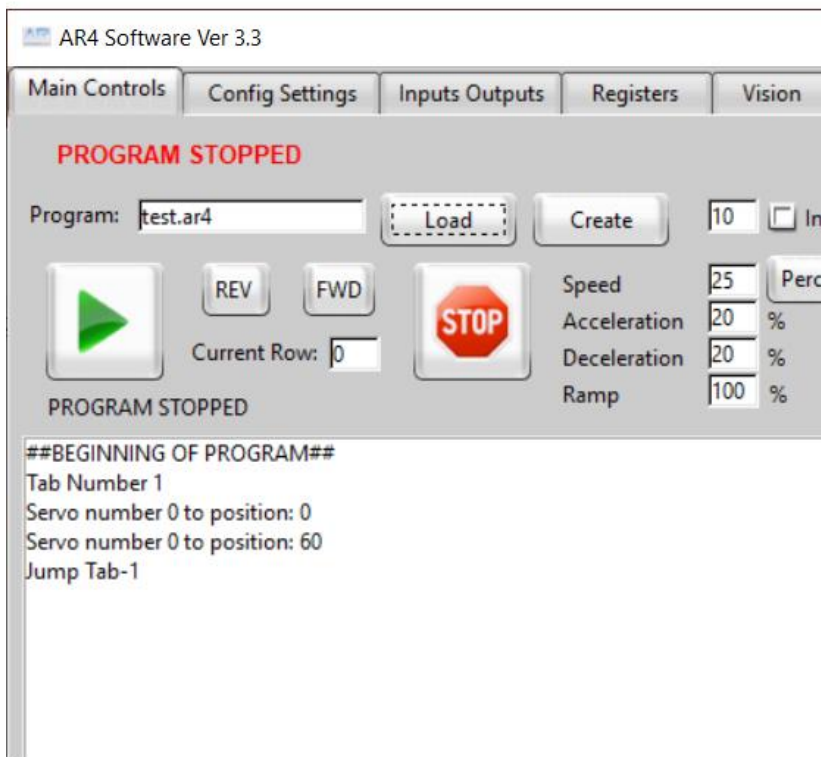 AR4 Software Ver 3.3
Main Controls Config Settings Inputs Outputs Registers Vision
PROGRAM STOPPED
Program: test.ar4 Load Create 10
REV FWD STOP Speed 25
Acceleration 20 %
Current Row: 0 Deceleration 20 %
Ramp 100 %
PROGRAM STOPPED
##BEGINNING OF PROGRAM##
Tab Number 1
Servo number 0 to position: 0
Servo number 0 to position: 60
Jump Tab-1